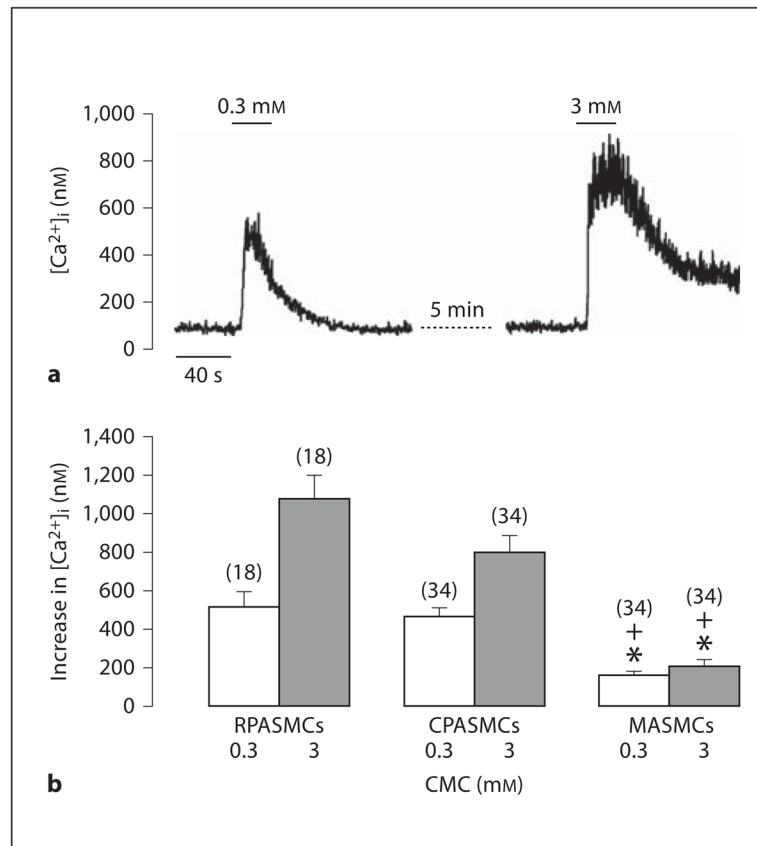 0.3 mM 3 mM
1,000
800
600
400
200
0
[Ca²⁺]ᵢ (nM)
5 min
40 s
a
1,400
1,200
1,000
800
600
400
200
0
Increase in [Ca²⁺]ᵢ (nM)
(18) (18) (34) (34) (34) (34)
+ +
* *
RPASMCs CPASMCs MASMCs
0.3 3 0.3 3 0.3 3
CMC (mM)
b